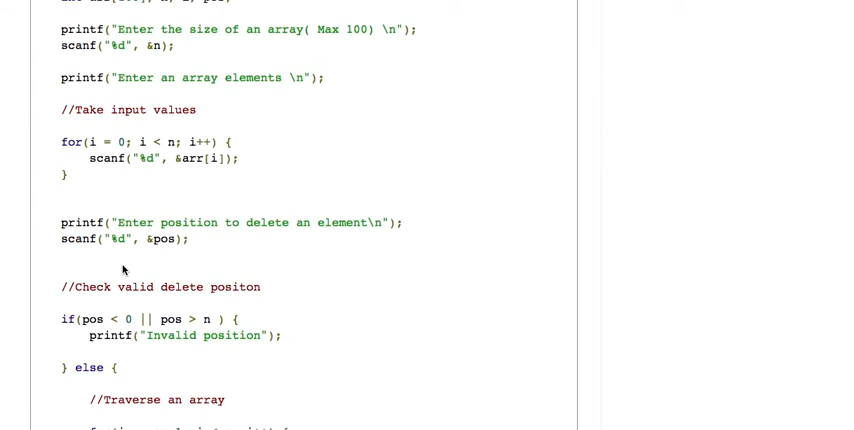 printf("Enter the size of an array( Max 100) \n");
scanf("%d", &n);
printf("Enter an array elements \n");
//Take input values
for(i = 0; i < n; i++) {
scanf("%d", &arr[i]);
}
printf("Enter position to delete an element\n");
scanf("%d", &pos);
//Check valid delete positon
if(pos < 0 || pos > n ) {
printf("Invalid position");
} else {
//Traverse an array